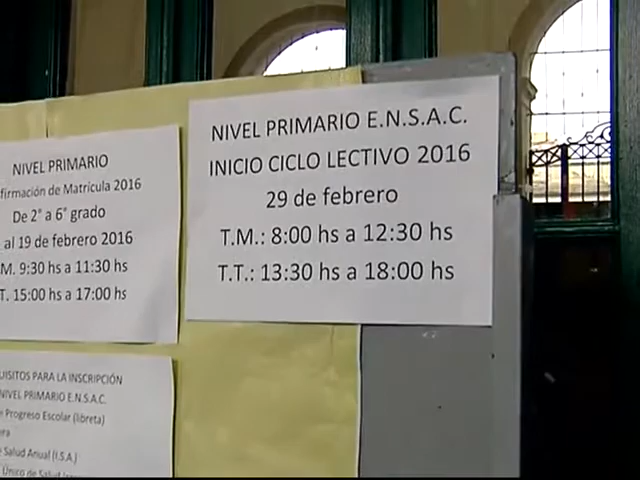 NIVEL PRIMARIO E.N.S.A.C.
INICIO CICLO LECTIVO 2016
29 de febrero
T.M.: 8:00 hs a 12:30 hs
T.T.: 13:30 hs a 18:00 hs
NIVEL PRIMARIO
firmación de Matrícula 2016
De 2° a 6° grado
al 19 de febrero 2016
M. 9:30 hs a 11:30 hs
T. 15:00 hs a 17:00 hs
UISITOS PARA LA INSCRIPCIÓN
NIVEL PRIMARIO E.N.S.A.C.
Progreso Escolar (libreta)
Salud Anual (I.S.A.)
Único de Salud